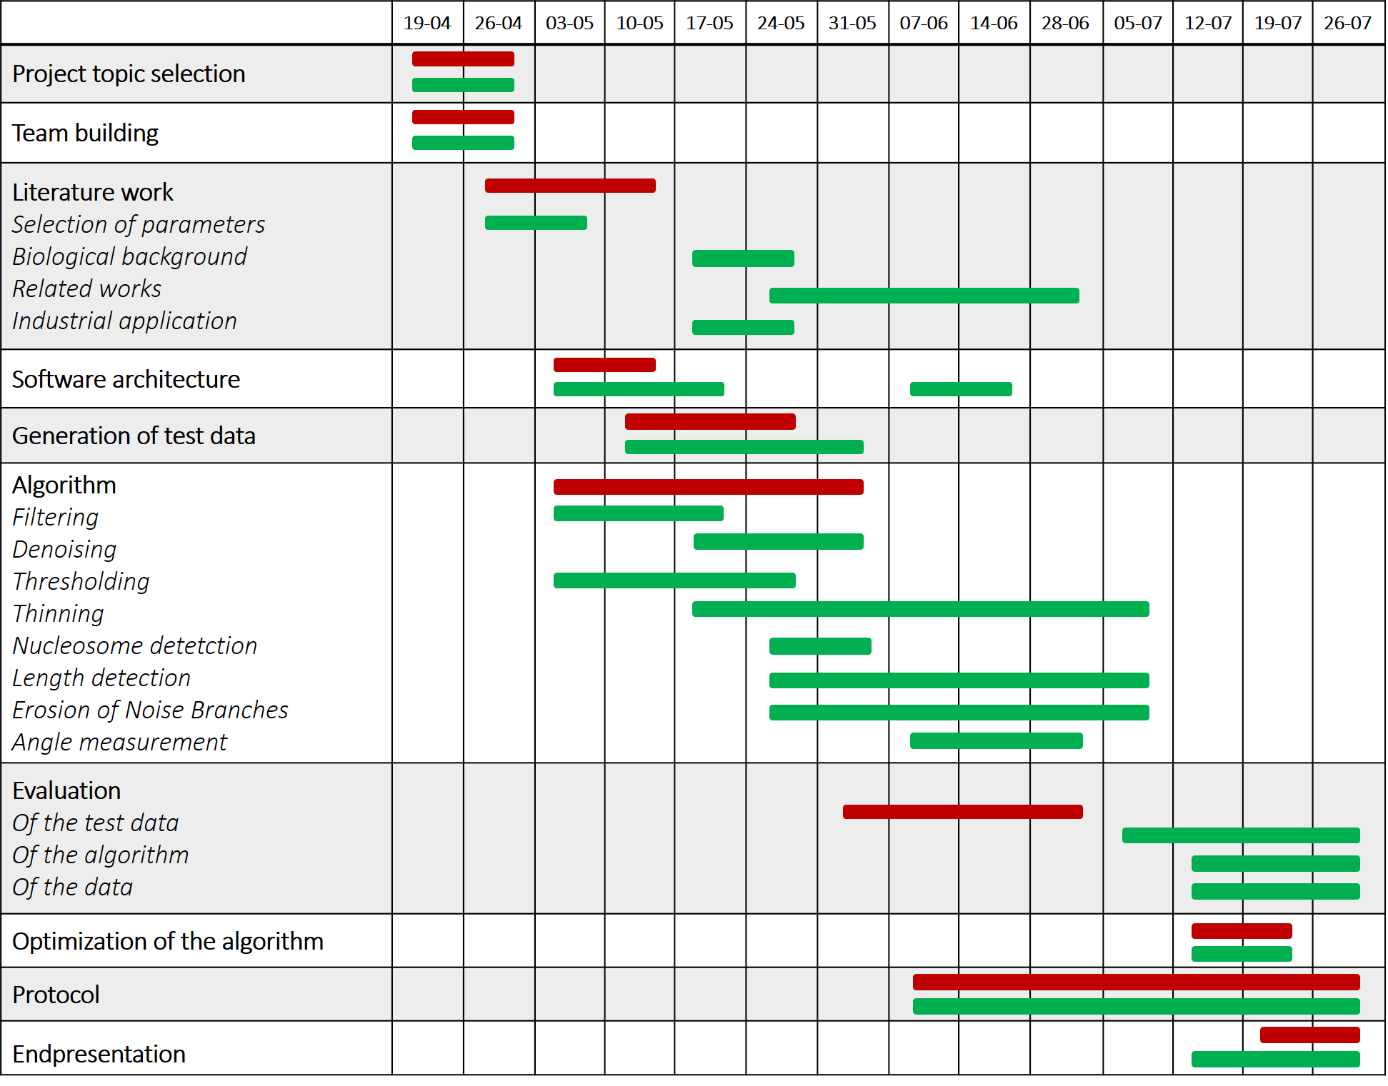 19-04 26-04 03-05 10-05 17-05 24-05 31-05 07-06 14-06 28-06 05-07 12-07 19-07 26-07
Project topic selection
Team building
Literature work
Selection of parameters
Biological background
Related works
Industrial application
Software architecture
Generation of test data
Algorithm
Filtering
Denoising
Thresholding
Thinning
Nucleosome detetction
Length detection
Erosion of Noise Branches
Angle measurement
Evaluation
Of the test data
Of the algorithm
Of the data
Optimization of the algorithm
Protocol
Endpresentation